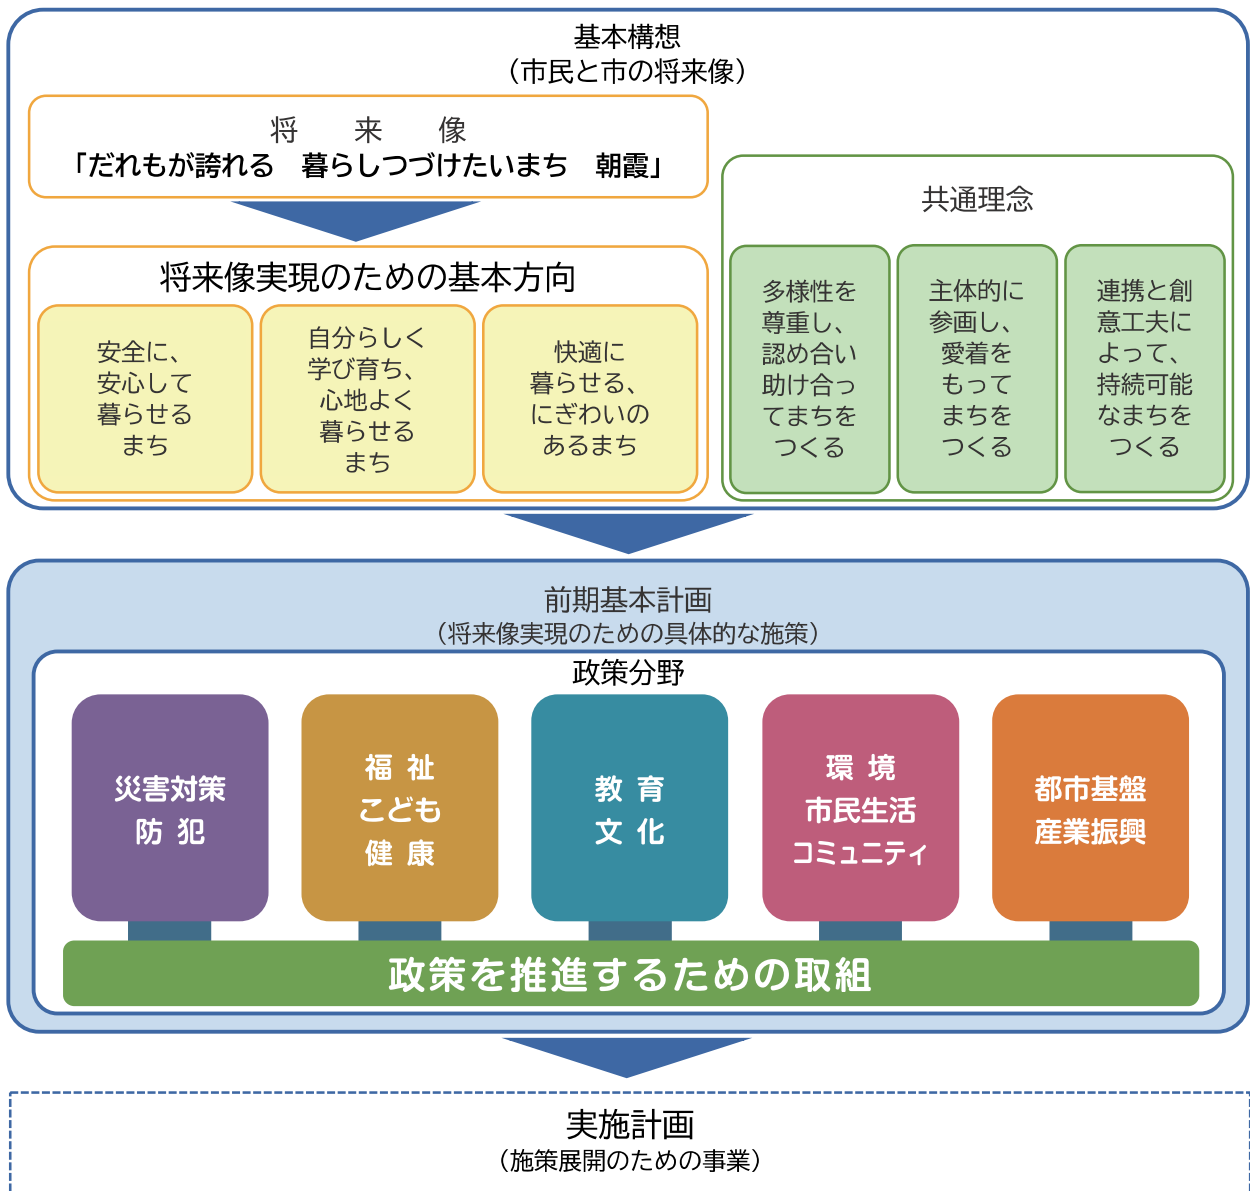 基本構想
（市民と市の将来像）
将　来　像
「だれもが誇れる　暮らしつづけたいまち　朝霞」
将来像実現のための基本方向
安全に、
安心して
暮らせる
まち
自分らしく
学び育ち、
心地よく
暮らせる
まち
快適に
暮らせる、
にぎわいの
あるまち
共通理念
多様性を
尊重し、
認め合い
助け合っ
てまちを
つくる
主体的に
参画し、
愛着を
もって
まちを
つくる
連携と創
意工夫に
よって、
持続可能
なまちを
つくる
前期基本計画
（将来像実現のための具体的な施策）
政策分野
災害対策
防 犯
福 祉
こども
健 康
教 育
文 化
環 境
市民生活
コミュニティ
都市基盤
産業振興
政策を推進するための取組
実施計画
（施策展開のための事業）